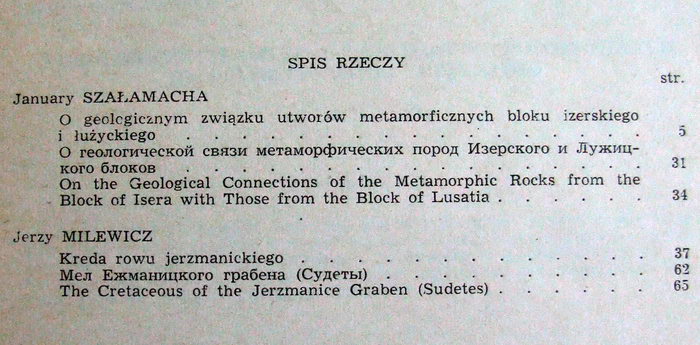 SPIS RZECZY
str.
January SZAŁAMACHA
O geologicznym związku utworów metamorficznych bloku izerskiego
i łużyckiego . . . . . . . . . . . . . 5
О геологической связи метаморфических пород Изерского и Лужиц-
кого блоков . . . . . . . . . . . . . 31
On the Geological Connections of the Metamorphic Rocks from the
Block of Isera with Those from the Block of Lusatia . . . . . 34
Jerzy MILEWICZ
Kreda rowu jerzmanickiego . . . . . . . . . . 37
Мел Ежманицкого грабена (Судеты) . . . . . . . . 62
The Cretaceous of the Jerzmanice Graben (Sudetes) . . . . . 65